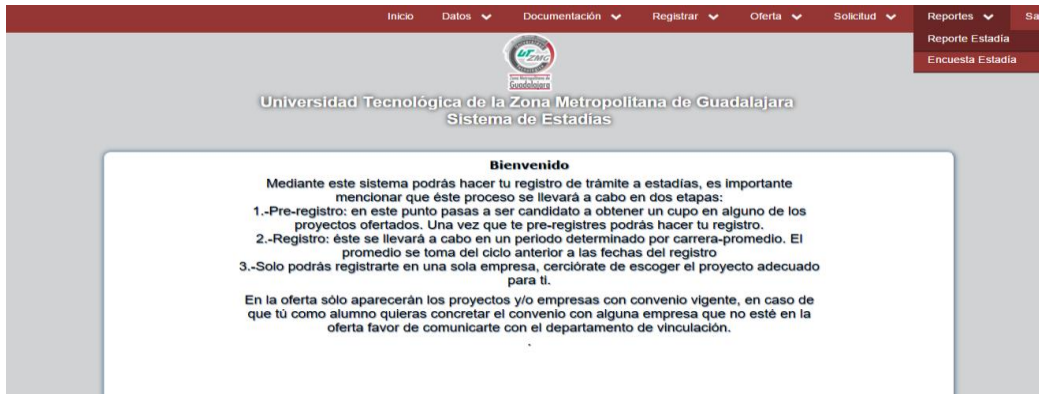 Inicio Datos Documentación Registrar Oferta Solicitud Reportes Sa
Reporte Estadía
Encuesta Estadía
UTZMG
Zona Metropolitana de
Guadalajara
Universidad Tecnológica de la Zona Metropolitana de Guadalajara
Sistema de Estadías
Bienvenido
Mediante este sistema podrás hacer tu registro de trámite a estadías, es importante
mencionar que éste proceso se llevará a cabo en dos etapas:
1.-Pre-registro: en este punto pasas a ser candidato a obtener un cupo en alguno de los
proyectos ofertados. Una vez que te pre-registres podrás hacer tu registro.
2.-Registro: éste se llevará a cabo en un periodo determinado por carrera-promedio. El
promedio se toma del ciclo anterior a las fechas del registro
3.-Solo podrás registrarte en una sola empresa, cerciórate de escoger el proyecto adecuado
para ti.
En la oferta sólo aparecerán los proyectos y/o empresas con convenio vigente, en caso de
que tú como alumno quieras concretar el convenio con alguna empresa que no esté en la
oferta favor de comunicarte con el departamento de vinculación.
.